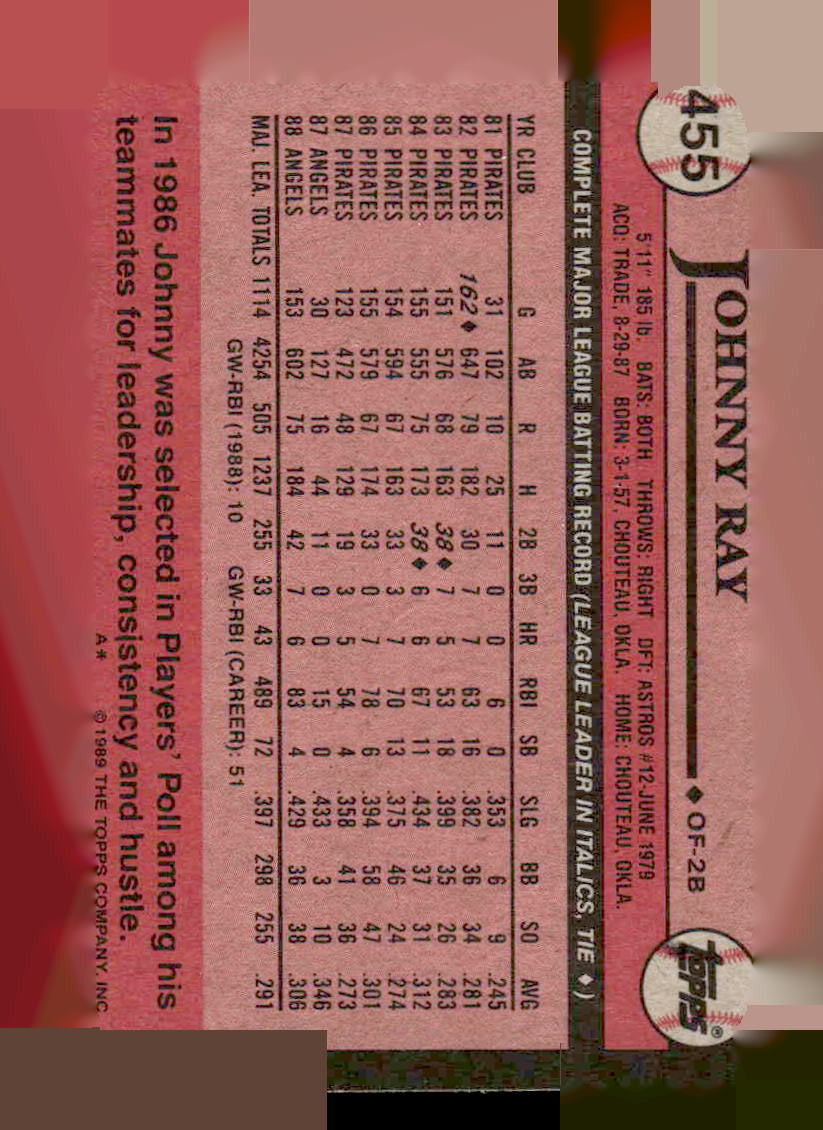 455
JOHNNY RAY
♦ OF-2B
TOPPS®
5'11" 185 lb. BATS: BOTH THROWS: RIGHT DFT: ASTROS #12-JUNE 1979
ACQ: TRADE, 8-29-87 BORN: 3-1-57, CHOUTEAU, OKLA. HOME: CHOUTEAU, OKLA.
COMPLETE MAJOR LEAGUE BATTING RECORD (LEAGUE LEADER IN ITALICS, TIE ♦)
YR CLUB G AB R H 2B 3B HR RBI SB SLG BB SO AVG
81 PIRATES 31 102 10 25 11 0 0 6 0 .353 6 9 .245
82 PIRATES 162♦ 647 79 182 30 7 7 63 16 .382 36 34 .281
83 PIRATES 151 576 68 163 38♦ 7 5 53 18 .399 35 26 .283
84 PIRATES 155 555 75 173 38♦ 6 6 67 11 .434 37 31 .312
85 PIRATES 154 594 67 163 33 3 7 70 13 .375 46 24 .274
86 PIRATES 155 579 67 174 33 0 7 78 6 .394 58 47 .301
87 PIRATES 123 472 48 129 19 3 5 54 4 .358 41 36 .273
87 ANGELS 30 127 16 44 11 0 0 15 0 .433 3 10 .346
88 ANGELS 153 602 75 184 42 7 6 83 4 .429 36 38 .306
MAJ. LEA. TOTALS 1114 4254 505 1237 255 33 43 489 72 .397 298 255 .291
GW-RBI (1988): 10 GW-RBI (CAREER): 51
In 1986 Johnny was selected in Players' Poll among his
teammates for leadership, consistency and hustle.
A* ©1989 THE TOPPS COMPANY, INC